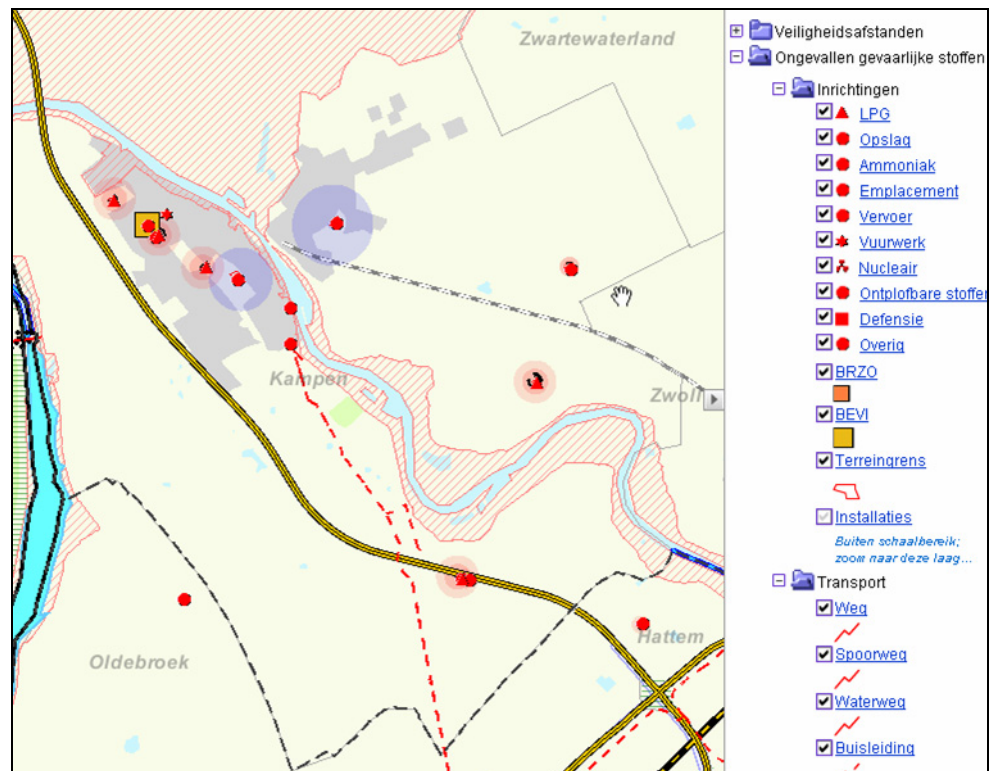 Zwartewaterland
Kampen
Zwoll
Hattem
Oldebroek
Veiligheidsafstanden
Ongevallen gevaarlijke stoffen
Inrichtingen
LPG
Opslag
Ammoniak
Emplacement
Vervoer
Vuurwerk
Nucleair
Ontplofbare stoffen
Defensie
Overig
BRZO
BEVI
Terreingrens
Installaties
Buiten schaalbereik;
zoom naar deze laag...
Transport
Weg
Spoorweg
Waterweg
Buisleiding